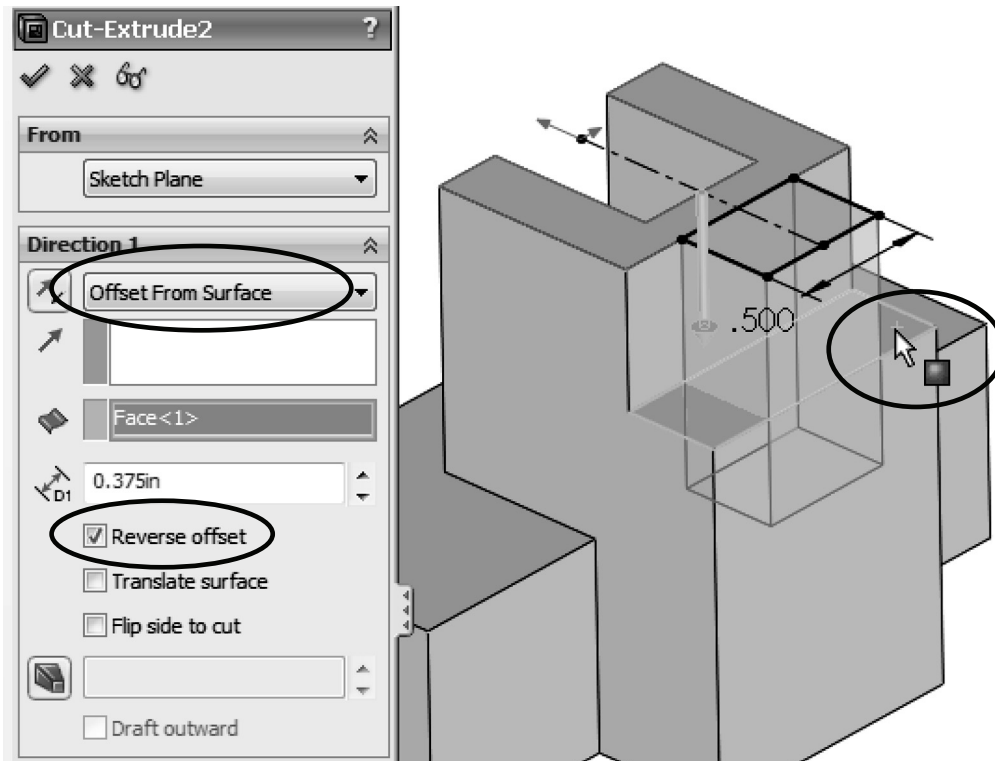 Cut-Extrude2 ?
From
Sketch Plane
Direction 1
Offset From Surface
Face<1>
D1 0.375in
Reverse offset
Translate surface
Flip side to cut
Draft outward
.500